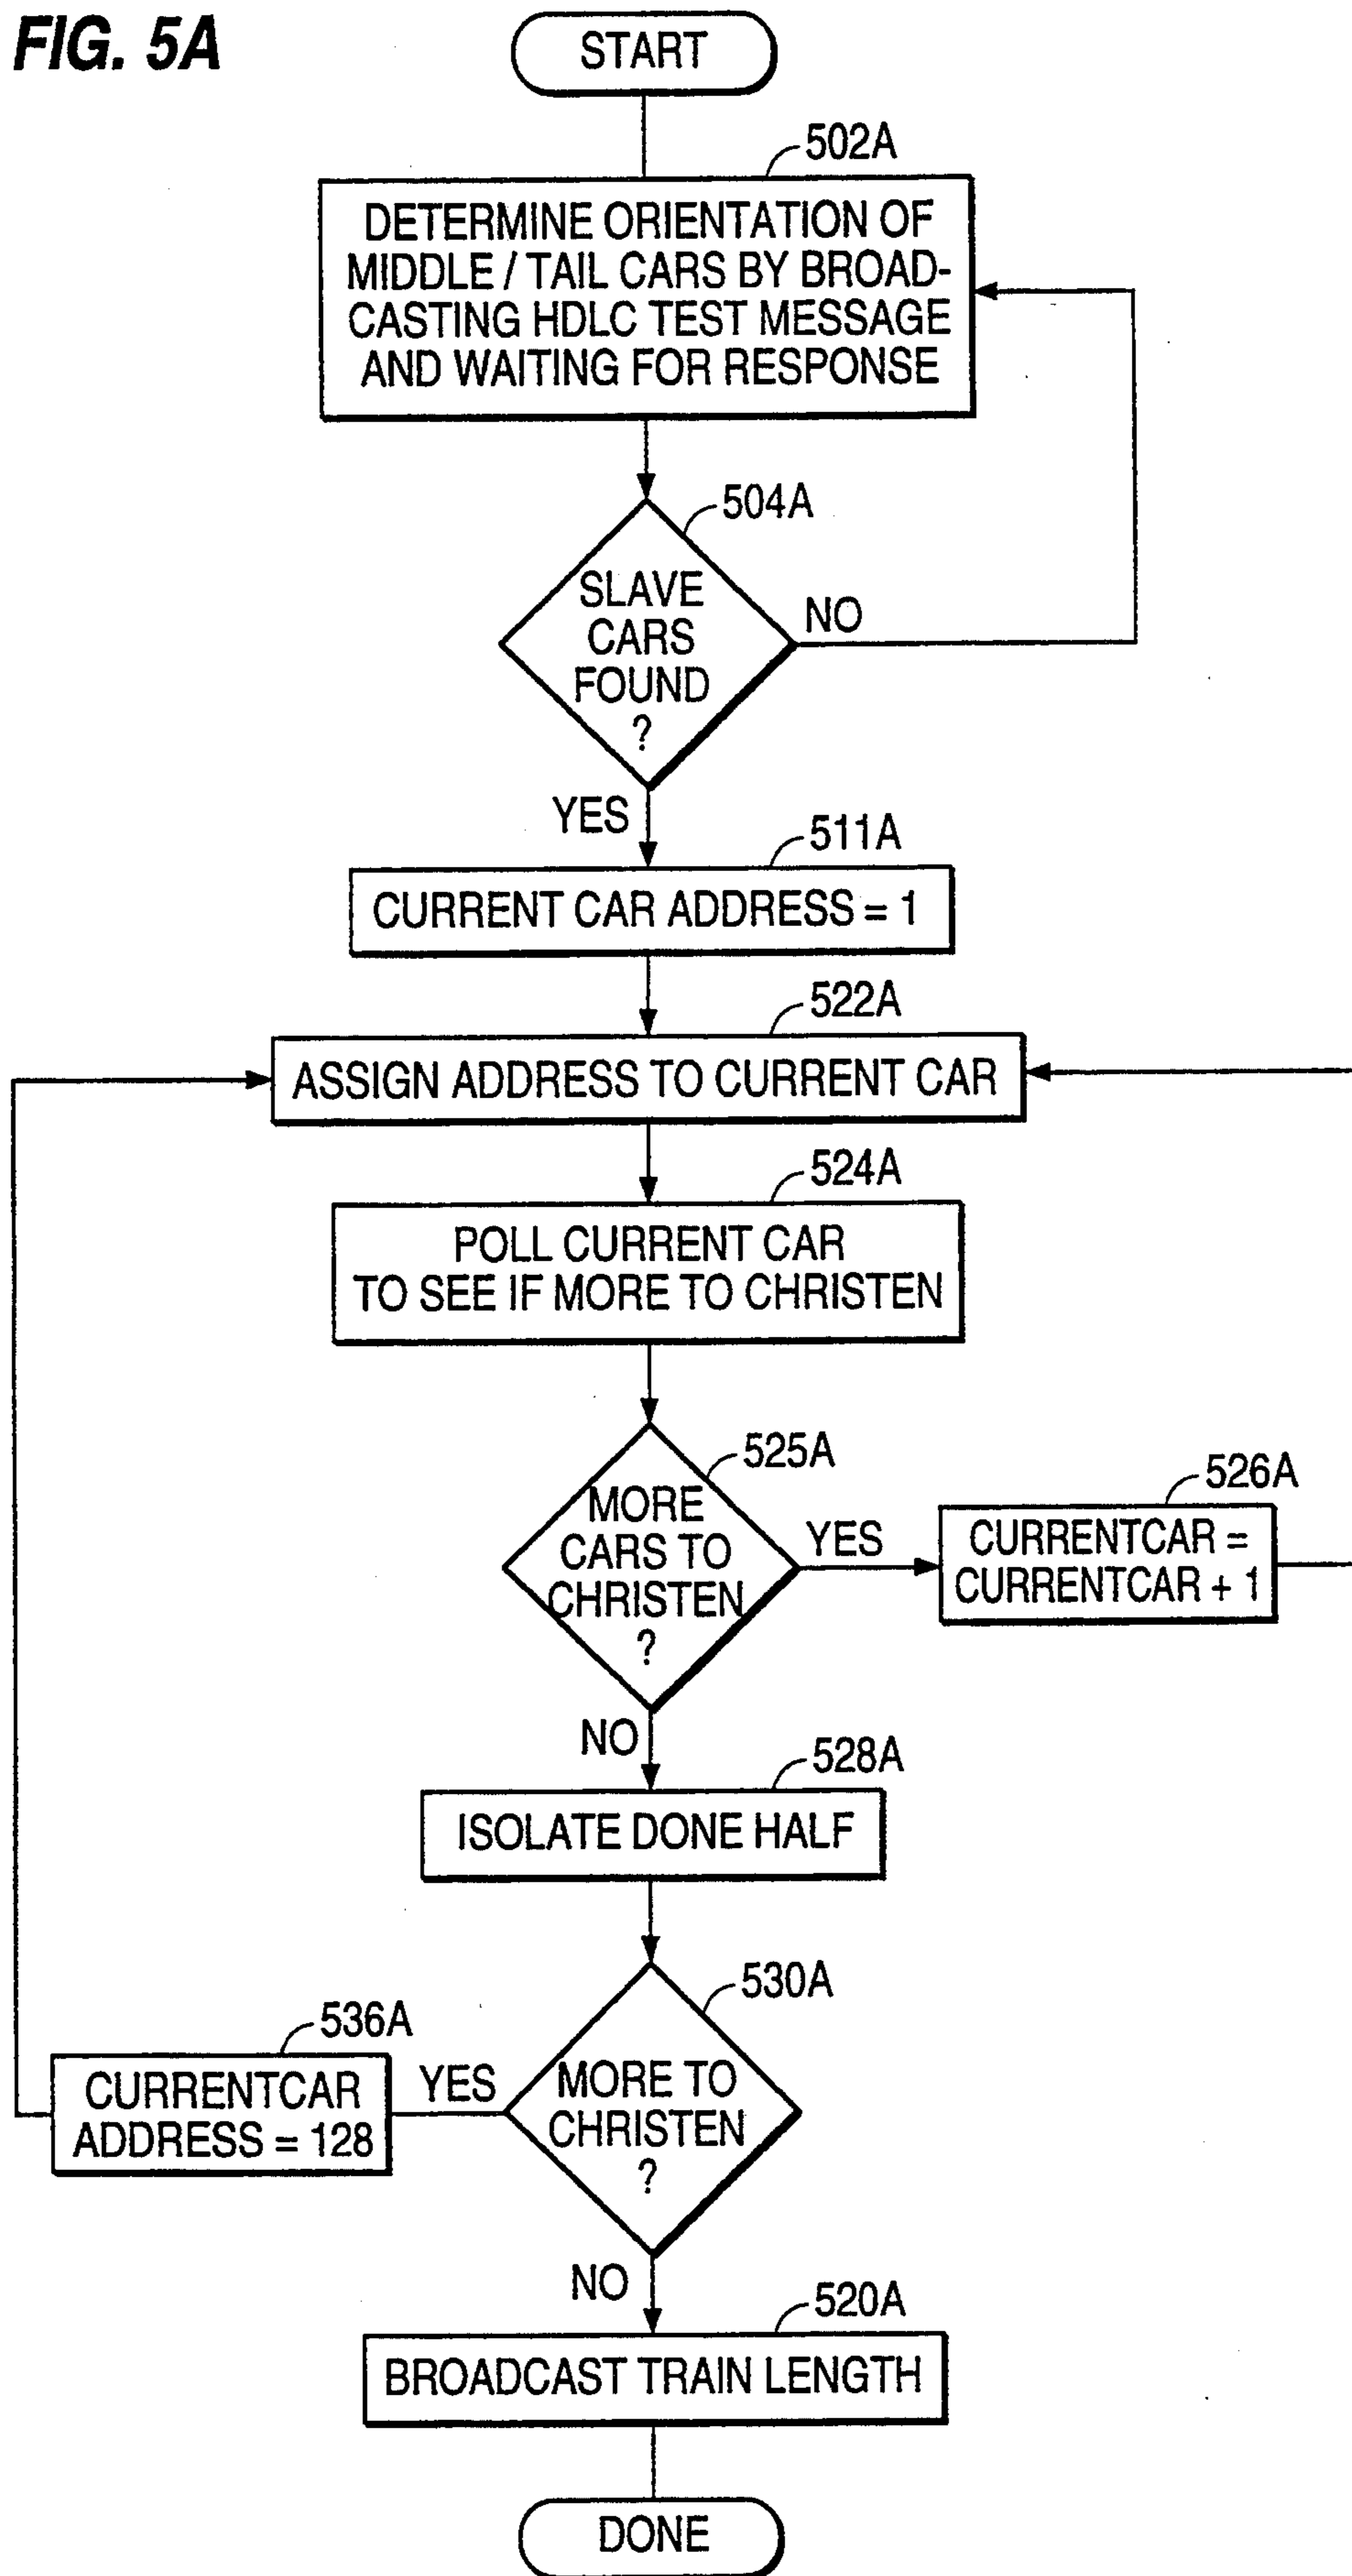 FIG. 5A
START
502A
DETERMINE ORIENTATION OF
MIDDLE / TAIL CARS BY BROAD-
CASTING HDLC TEST MESSAGE
AND WAITING FOR RESPONSE
504A
SLAVE
CARS
FOUND
?
NO
YES
511A
CURRENT CAR ADDRESS = 1
522A
ASSIGN ADDRESS TO CURRENT CAR
524A
POLL CURRENT CAR
TO SEE IF MORE TO CHRISTEN
525A
MORE
CARS TO
CHRISTEN
?
YES
526A
CURRENTCAR =
CURRENTCAR + 1
NO
528A
ISOLATE DONE HALF
530A
MORE TO
CHRISTEN
?
YES
536A
CURRENTCAR
ADDRESS = 128
NO
520A
BROADCAST TRAIN LENGTH
DONE